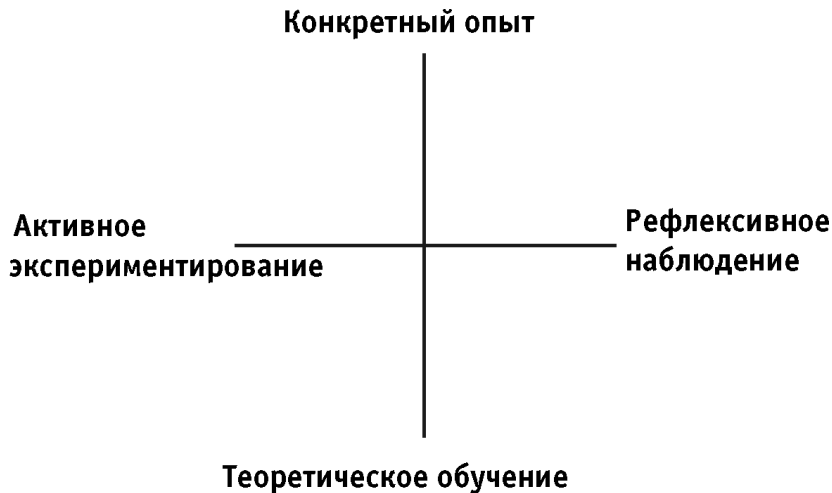 Конкретный опыт
Активное
экспериментирование
Рефлексивное
наблюдение
Теоретическое обучение